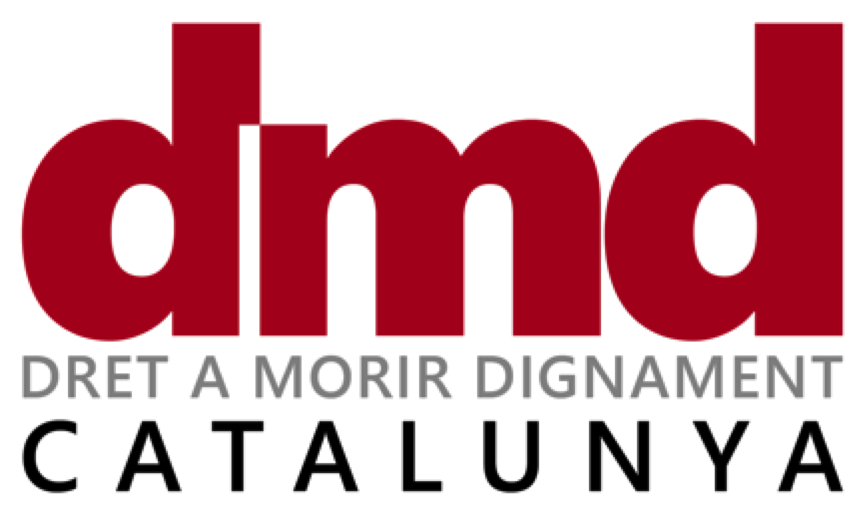 dmd
DRET A MORIR DIGNAMENT
CATALUNYA